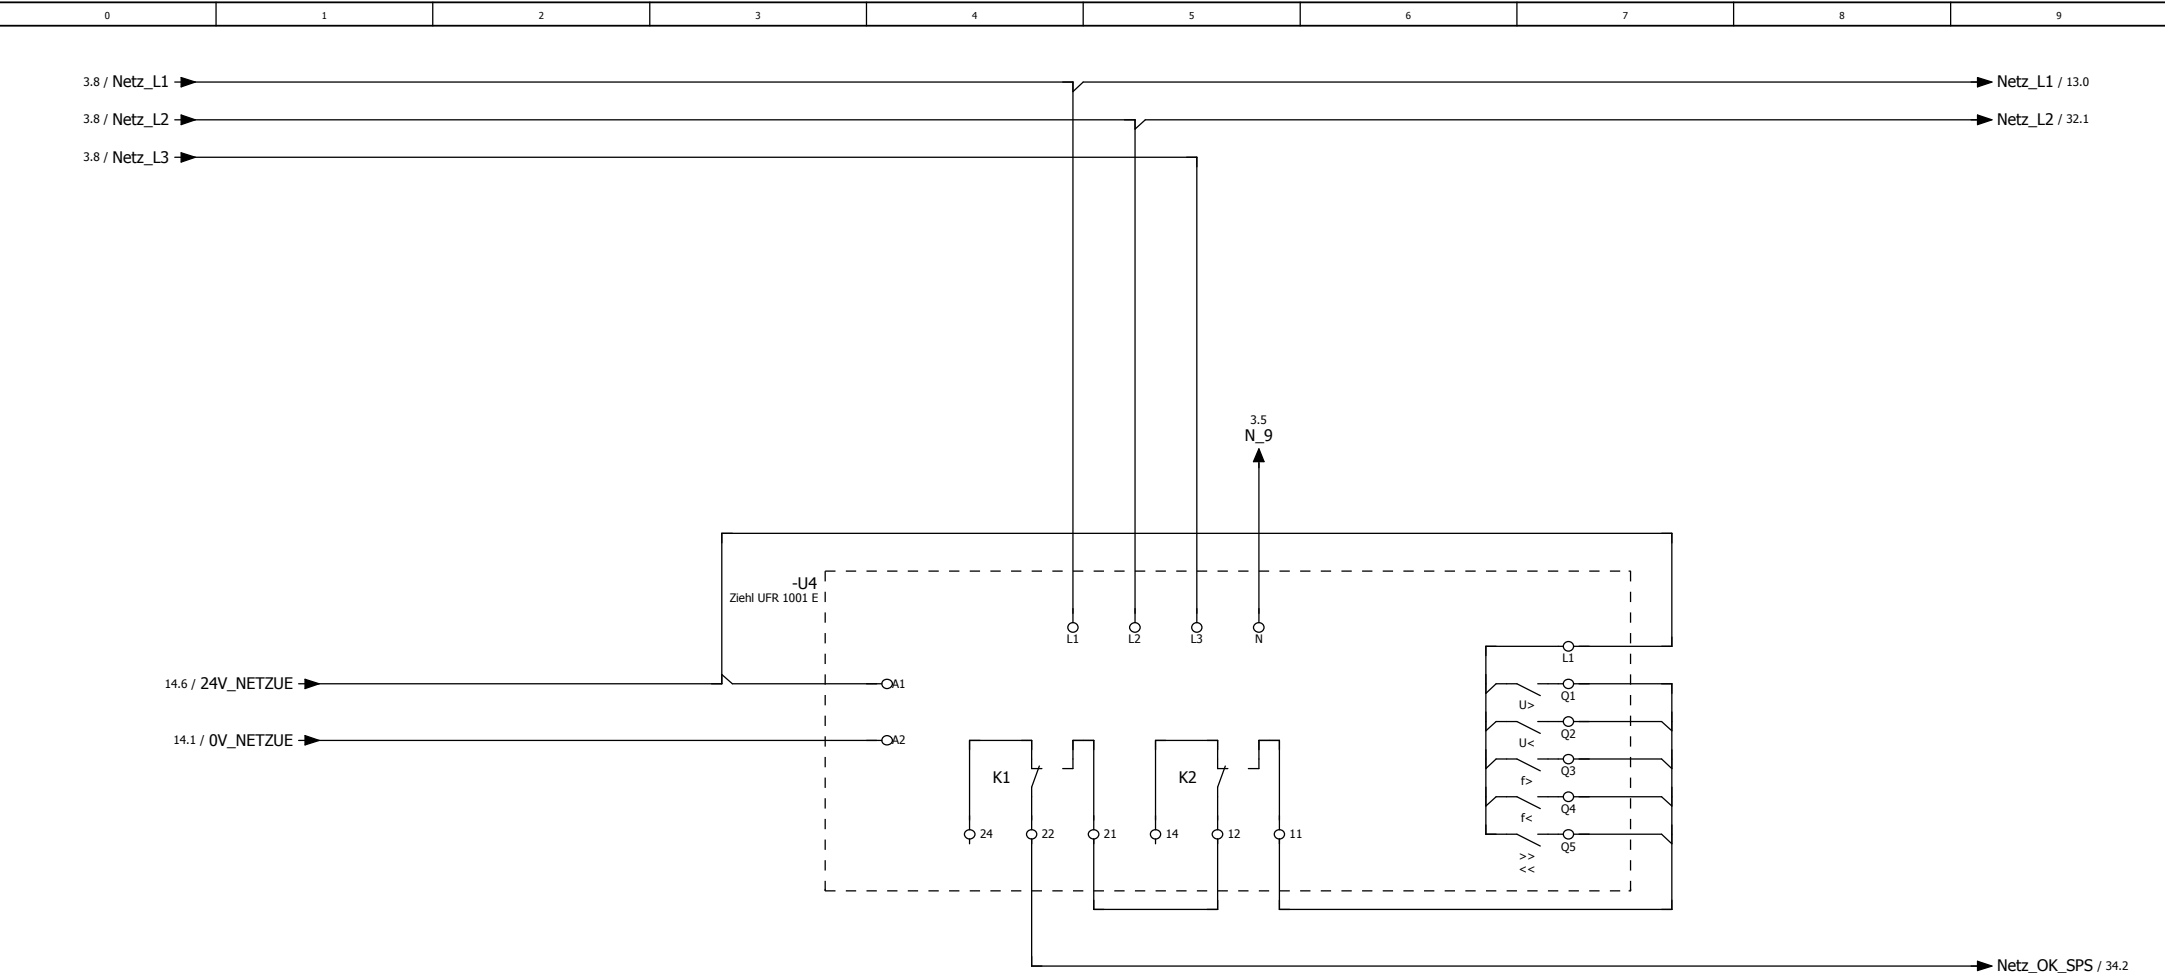 0 1 2 3 4 5 6 7 8 9
3.8 / Netz_L1
Netz_L1 / 13.0
3.8 / Netz_L2
Netz_L2 / 32.1
3.8 / Netz_L3
3.5
N_9
-U4
Ziehl UFR 1001 E
L1 L2 L3 N
L1
14.6 / 24V_NETZUE
A1
Q1
U>
14.1 / 0V_NETZUE
A2
Q2
U<
K1
K2
Q3
f>
Q4
f<
24 22 21 14 12 11
Q5
>>
<<
Netz_OK_SPS / 34.2